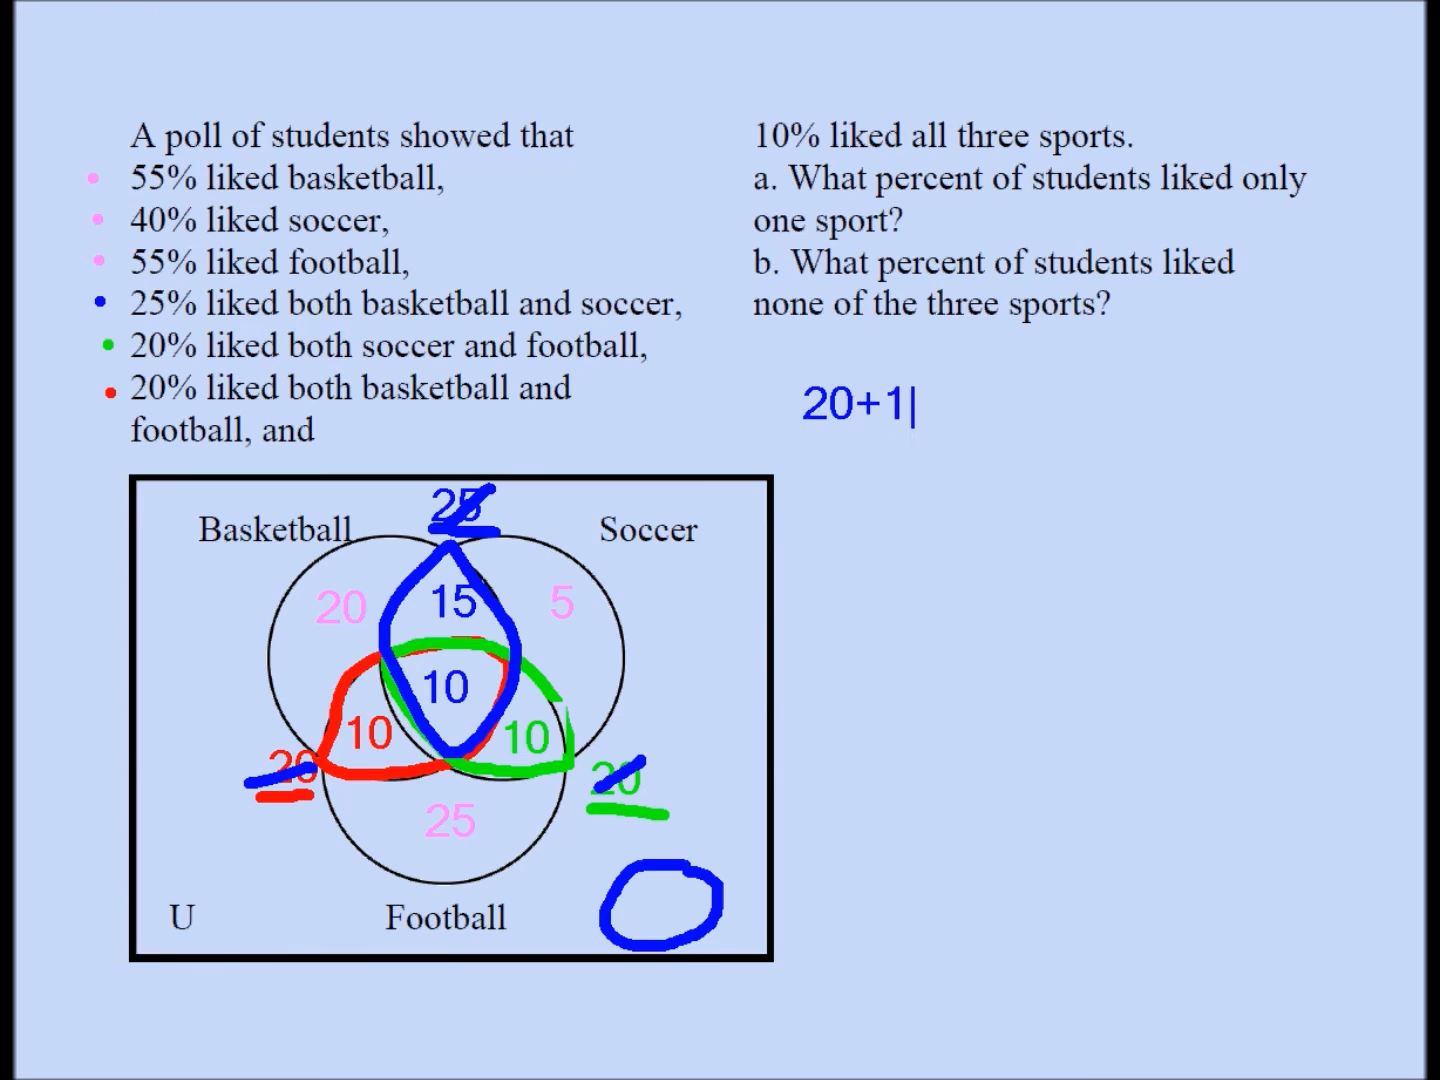 A poll of students showed that
55% liked basketball,
40% liked soccer,
55% liked football,
25% liked both basketball and soccer,
20% liked both soccer and football,
20% liked both basketball and
football, and
10% liked all three sports.
a. What percent of students liked only
one sport?
b. What percent of students liked
none of the three sports?
20+1
25
Basketball
Soccer
20
15
5
10
10
10
20
20
25
U
Football